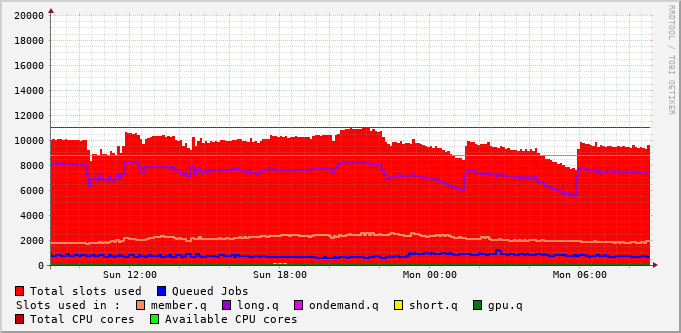 20000
18000
16000
14000
12000
10000
8000
6000
4000
2000
0
Sun 12:00 Sun 18:00 Mon 00:00 Mon 06:00
RRDTOOL / TOBI OETIKER
Total slots used Queued Jobs
Slots used in : member.q long.q ondemand.q short.q gpu.q
Total CPU cores Available CPU cores